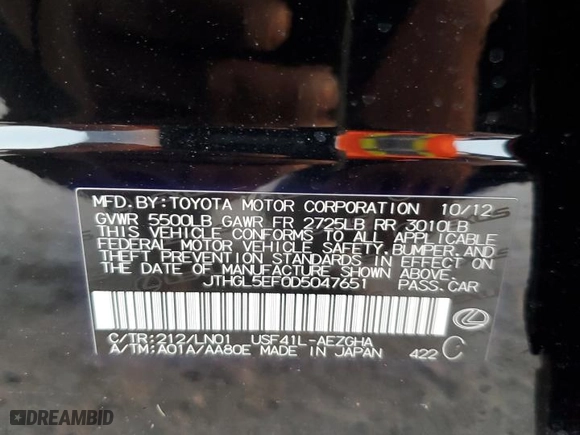 MFD.BY:TOYOTA MOTOR CORPORATION 10/12
GVWR 5500LB GAWR FR 2725LB RR 3010LB
THIS VEHICLE CONFORMS TO ALL APPLICABLE
FEDERAL MOTOR VEHICLE SAFETY, BUMPER, AND
THEFT PREVENTION STANDARDS IN EFFECT ON
THE DATE OF MANUFACTURE SHOWN ABOVE.
JTHGL5EF0D5047651 PASS.CAR
C/TR:212/LN01 USF41L-AEZGHA
A/TM:A01A/AA80E MADE IN JAPAN 422 C
DREAMBID